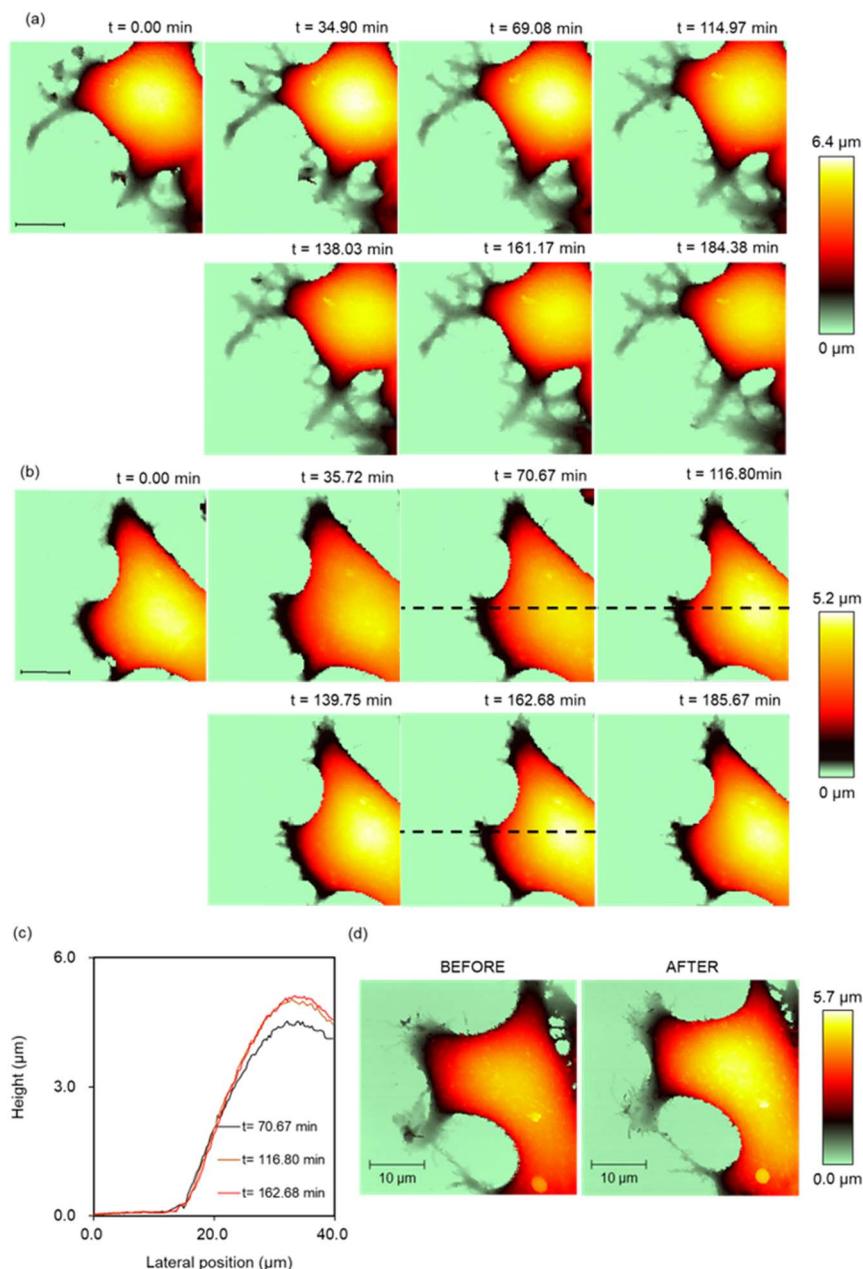 (a)
t = 0.00 min
t = 34.90 min
t = 69.08 min
t = 114.97 min
6.4 µm
0 µm
t = 138.03 min
t = 161.17 min
t = 184.38 min
(b)
t = 0.00 min
t = 35.72 min
t = 70.67 min
t = 116.80min
5.2 µm
0 µm
t = 139.75 min
t = 162.68 min
t = 185.67 min
(c)
6.0
3.0
0.0
Height (µm)
t= 70.67 min
t= 116.80 min
t= 162.68 min
0.0
20.0
40.0
Lateral position (µm)
(d)
BEFORE
AFTER
10 µm
10 µm
5.7 µm
0.0 µm